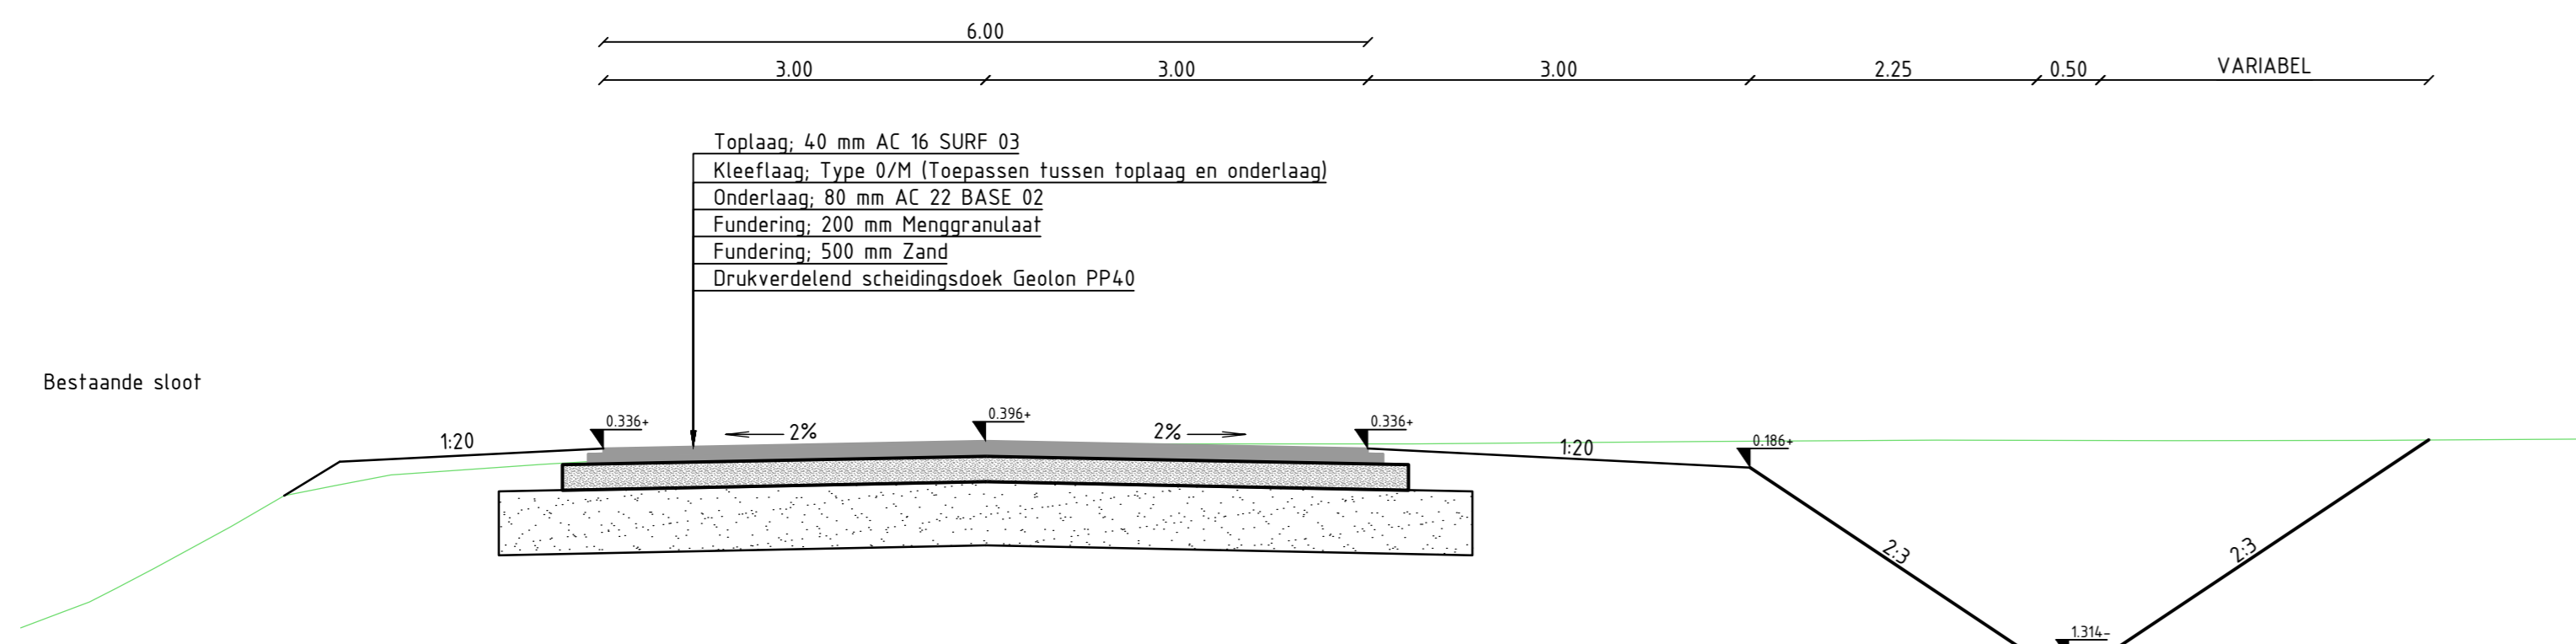 6.00
3.00 3.00 3.00 2.25 0.50 VARIABEL
Toplaag; 40 mm AC 16 SURF 03
Kleeflaag; Type 0/M (Toepassen tussen toplaag en onderlaag)
Onderlaag; 80 mm AC 22 BASE 02
Fundering; 200 mm Menggranulaat
Fundering; 500 mm Zand
Drukverdelend scheidingsdoek Geolon PP40
Bestaande sloot
1:20 0.336+ 2% 0.396+ 2% 0.336+ 1:20 0.186+
2:3 2:3
1.314-